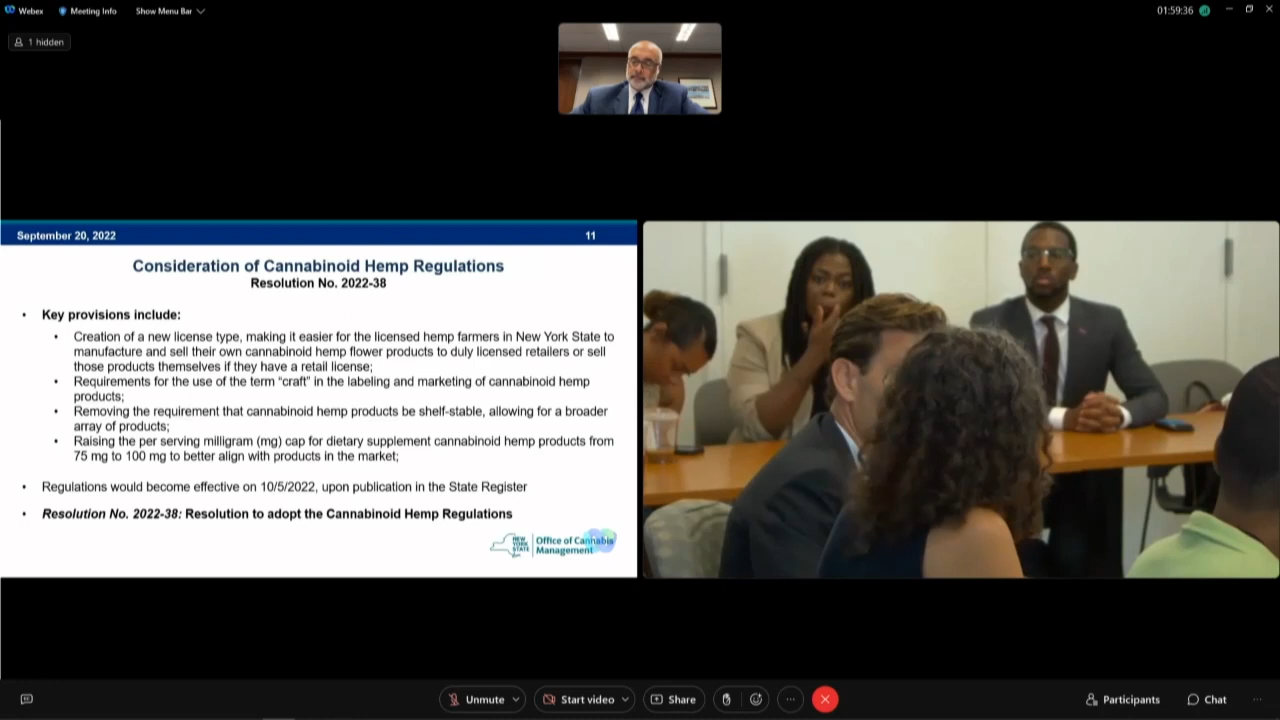 Webex
Meeting Info
Show Menu Bar
01:59:36
1 hidden
September 20, 2022
11
Consideration of Cannabinoid Hemp Regulations
Resolution No. 2022-38
• Key provisions include:
• Creation of a new license type, making it easier for the licensed hemp farmers in New York State to
manufacture and sell their own cannabinoid hemp flower products to duly licensed retailers or sell
those products themselves if they have a retail license;
• Requirements for the use of the term “craft” in the labeling and marketing of cannabinoid hemp
products;
• Removing the requirement that cannabinoid hemp products be shelf-stable, allowing for a broader
array of products;
• Raising the per serving milligram (mg) cap for dietary supplement cannabinoid hemp products from
75 mg to 100 mg to better align with products in the market;
• Regulations would become effective on 10/5/2022, upon publication in the State Register
• Resolution No. 2022-38: Resolution to adopt the Cannabinoid Hemp Regulations
NEW
YORK
STATE
Office of Cannabis
Management
Unmute
Start video
Share
Participants
Chat